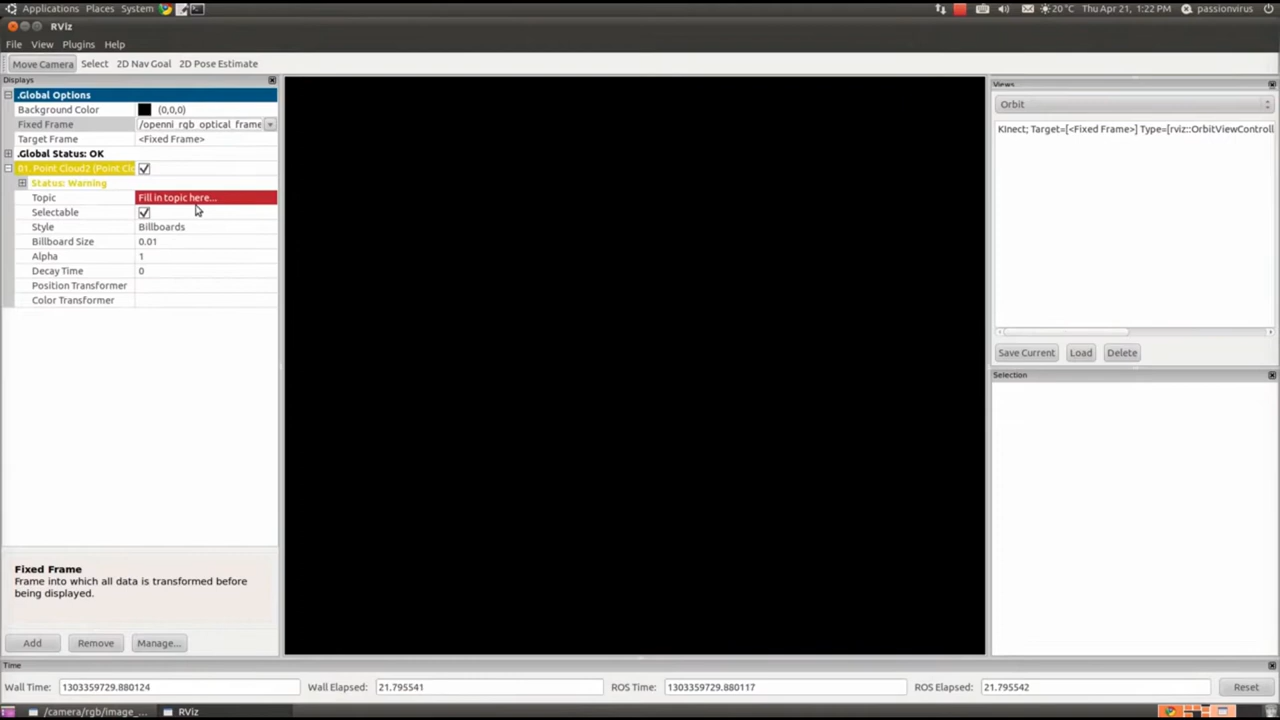 Applications Places System 20 °C Thu Apr 21, 1:22 PM passionvirus
RViz
File View Plugins Help
Move Camera Select 2D Nav Goal 2D Pose Estimate
Displays
.Global Options
Background Color (0,0,0)
Fixed Frame /openni_rgb_optical_frame
Target Frame <Fixed Frame>
.Global Status: OK
01. Point Cloud2 (Point Clo
Status: Warning
Topic Fill in topic here...
Selectable
Style Billboards
Billboard Size 0.01
Alpha 1
Decay Time 0
Position Transformer
Color Transformer
Fixed Frame
Frame into which all data is transformed before
being displayed.
Add Remove Manage...
Views
Orbit
KInect; Target=[<Fixed Frame>] Type=[rviz::OrbitViewControll
Save Current Load Delete
Selection
Time
Wall Time: 1303359729.880124 Wall Elapsed: 21.795541 ROS Time: 1303359729.880117 ROS Elapsed: 21.795542 Reset
/camera/rgb/image_... RViz